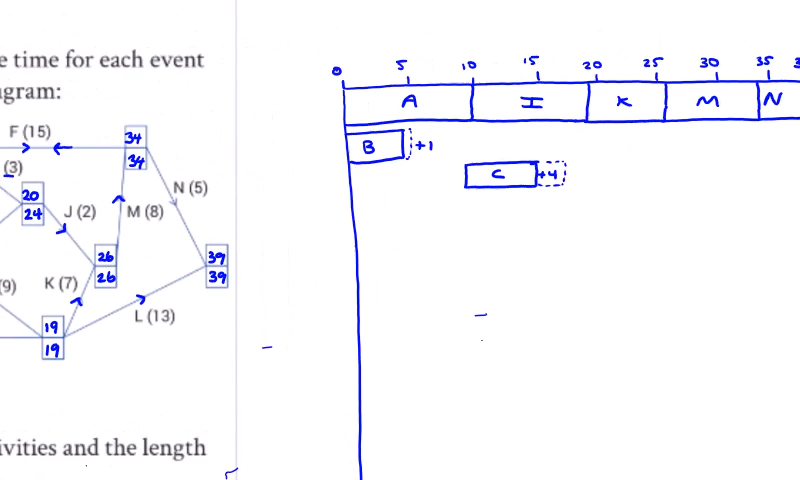 e time for each event
gram:
F (15)
34
34
(3)
20
24
J (2)
N (5)
M (8)
26
26
39
39
(9)
K (7)
L (13)
19
19
ivities and the length
0 5 10 15 20 25 30 35 3
A I K M N
B +1
C +4